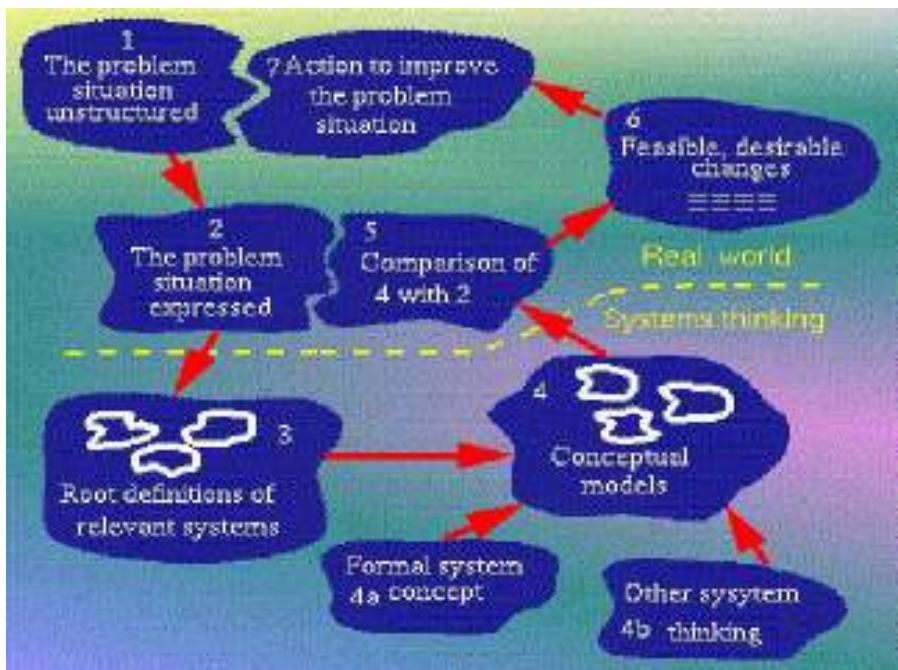 1
The problem
situation
unstructured
7 Action to improve
the problem
situation
6
Feasible, desirable
changes
2
The problem
situation
expressed
5
Comparison of
4 with 2
Real world
Systems thinking
3
Root definitions of
relevant systems
4
Conceptual
models
Formal system
4a concept
Other sysytem
4b thinking